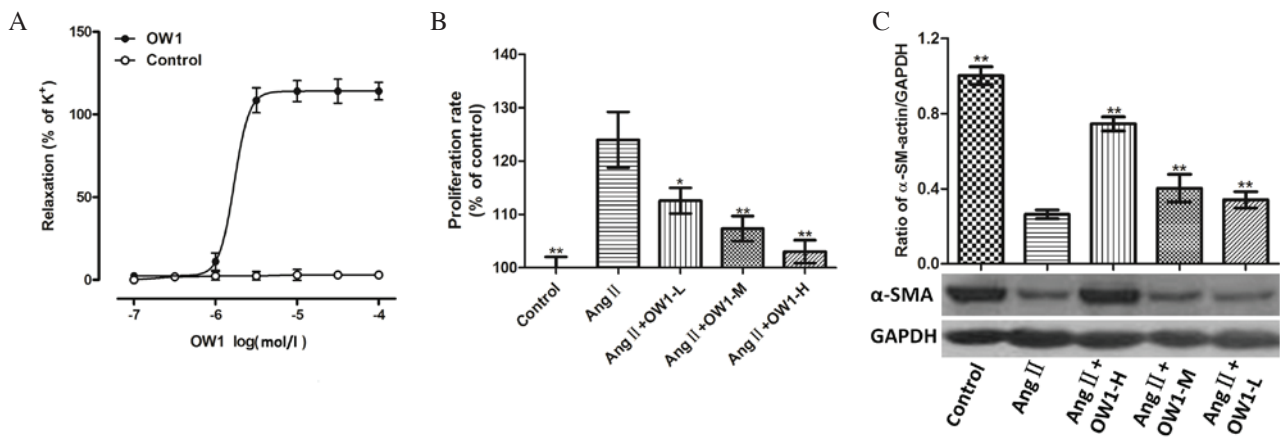 A
OW1
Control
Relaxation (% of K+)
150
100
50
0
-7
-6
-5
-4
OW1 log(mol/l)
B
Proliferation rate
(% of control)
140
130
120
110
100
**
*
**
**
Control
Ang II
Ang II+OW1-L
Ang II+OW1-M
Ang II+OW1-H
C
Ratio of α-SM-actin/GAPDH
1.2
0.8
0.4
0.0
**
**
**
**
α-SMA
GAPDH
Control
Ang II
Ang II +
OW1-H
Ang II +
OW1-M
Ang II +
OW1-L